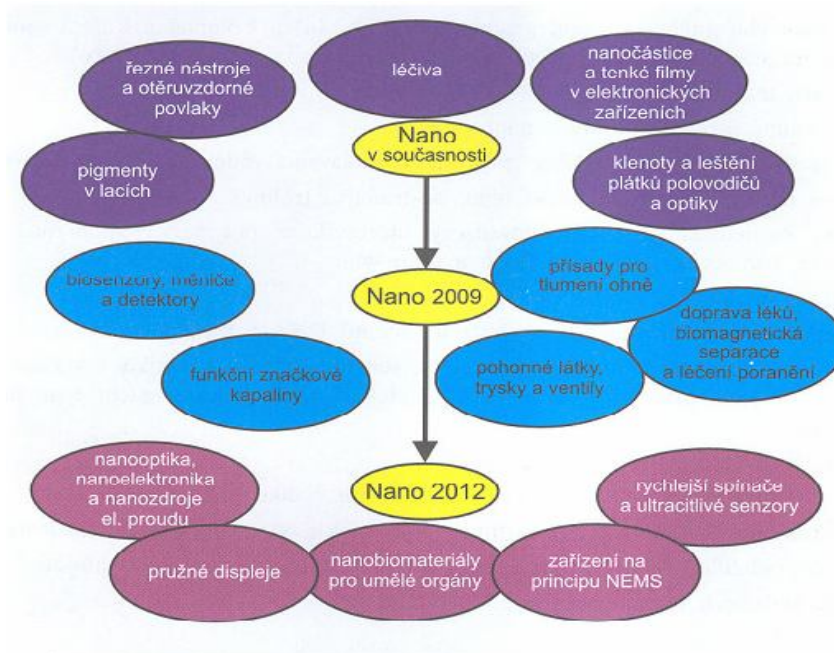 řezné nástroje
a otěruvzdorné
povlaky
léčiva
nanočástice
a tenké filmy
v elektronických
zařízeních
Nano
v současnosti
pigmenty
v lacích
klenoty a leštění
plátků polovodičů
a optiky
biosenzory, měniče
a detektory
Nano 2009
přísady pro
tlumení ohně
doprava léků,
biomagnetická
separace
a léčení poranění
funkční značkové
kapaliny
pohonné látky,
trysky a ventily
nanooptika,
nanoelektronika
a nanozdroje
el. proudu
Nano 2012
rychlejší spínače
a ultracitlivé senzory
pružné displeje
nanobiomateriály
pro umělé orgány
zařízení na
principu NEMS